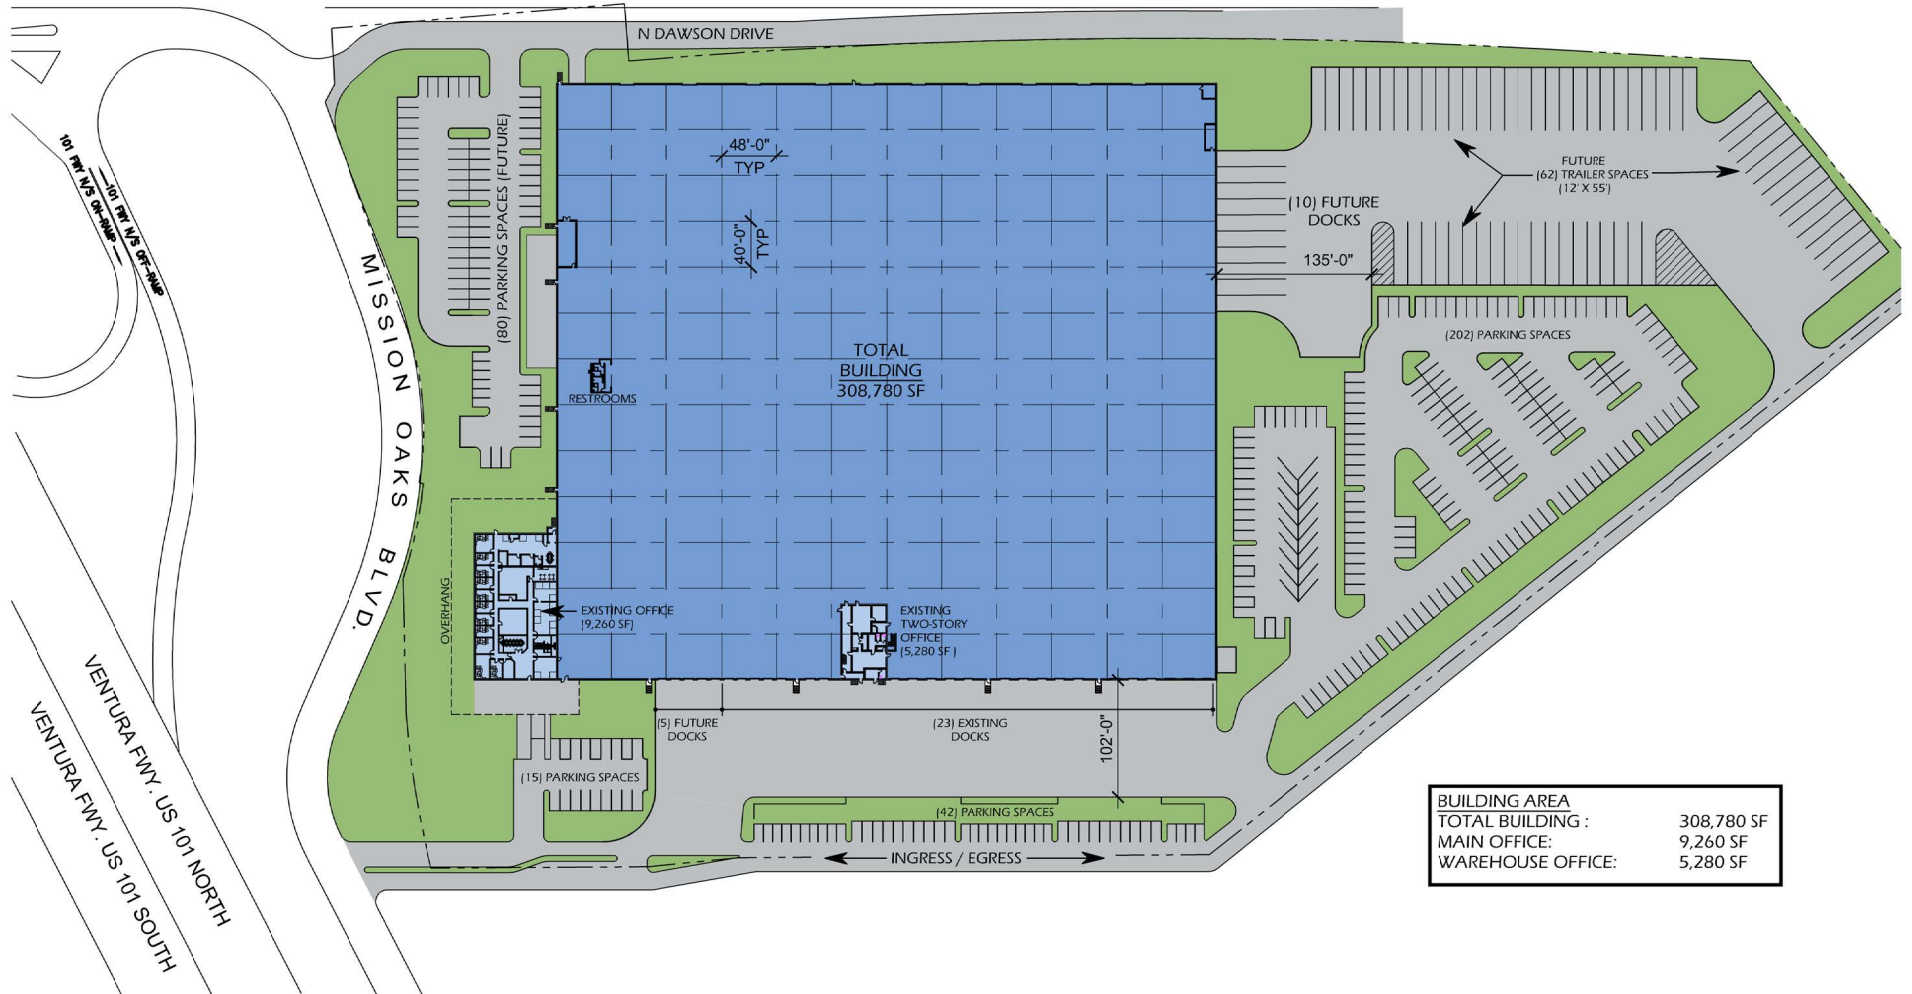 N DAWSON DRIVE
101 FWY N/S ON-RAMP
101 FWY N/S OFF-RAMP
MISSION OAKS BLVD.
(80) PARKING SPACES (FUTURE)
48'-0"
TYP
40'-0"
TYP
FUTURE
(62) TRAILER SPACES
(12' X 55')
(10) FUTURE
DOCKS
135'-0"
(202) PARKING SPACES
TOTAL
BUILDING
308,780 SF
RESTROOMS
OVERHANG
EXISTING OFFICE
(9,260 SF)
EXISTING
TWO-STORY
OFFICE
(5,280 SF )
(5) FUTURE
DOCKS
(23) EXISTING
DOCKS
102'-0"
(15) PARKING SPACES
(42) PARKING SPACES
INGRESS / EGRESS
VENTURA FWY. US 101 NORTH
VENTURA FWY. US 101 SOUTH
BUILDING AREA
TOTAL BUILDING : 308,780 SF
MAIN OFFICE: 9,260 SF
WAREHOUSE OFFICE: 5,280 SF